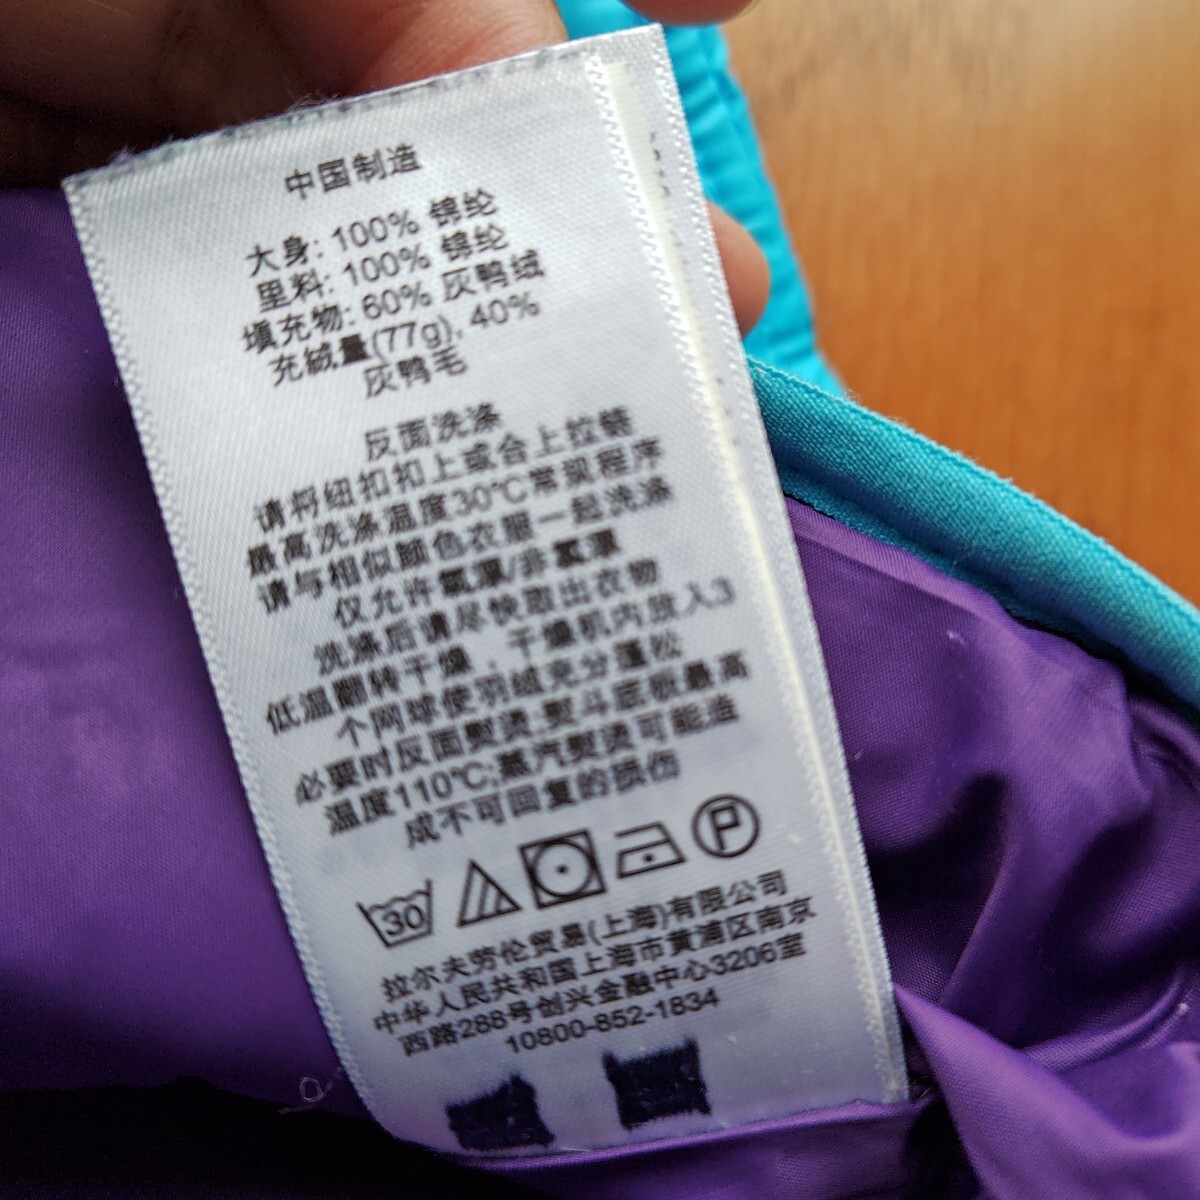 中国制造
大身: 100% 锦纶
里料: 100% 锦纶
填充物: 60% 灰鸭绒
充絨量(77g), 40%
灰鸭毛
反面洗涤
请将纽扣扣上或合上拉链
最高洗涤温度30℃常规程序
请与相似颜色衣服一起洗涤
仅允许氧漂/非氯漂
洗涤后请尽快取出衣物
低温翻转干燥，干燥机内放入3
个网球使羽绒充分蓬松
必要时反面熨烫;熨斗底板最高
温度110℃;蒸汽熨烫可能造
成不可回复的损伤
30 P
拉尔夫劳伦贸易(上海)有限公司
中华人民共和国上海市黄浦区南京
西路288号创兴金融中心3206室
10800-852-1834